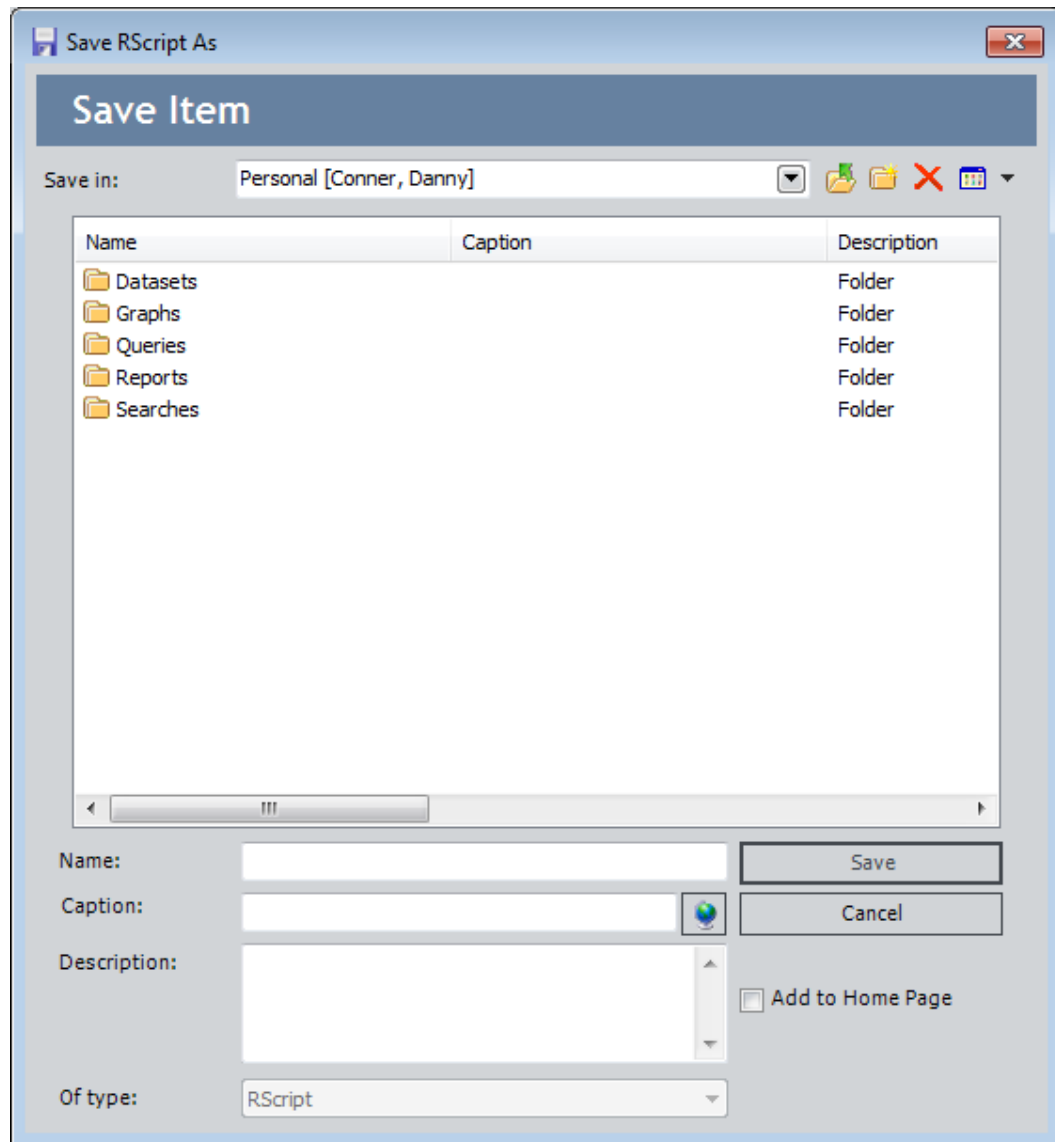 Save RScript As
Save Item
Save in: Personal [Conner, Danny]
Name Caption Description
Datasets Folder
Graphs Folder
Queries Folder
Reports Folder
Searches Folder
Name: Save
Caption: Cancel
Description:
Add to Home Page
Of type: RScript